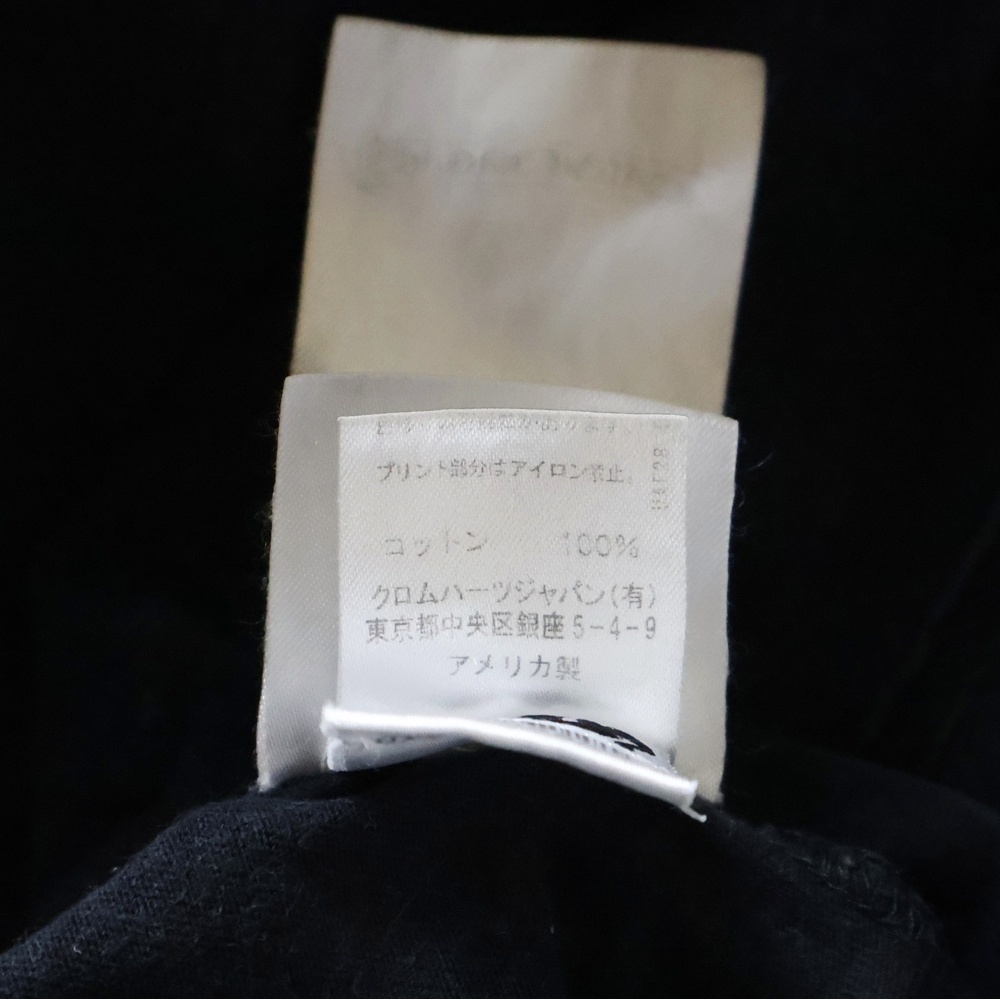 プリント部分はアイロン禁止。
コットン 100%
クロムハーツジャパン(有)
東京都中央区銀座5-4-9
アメリカ製